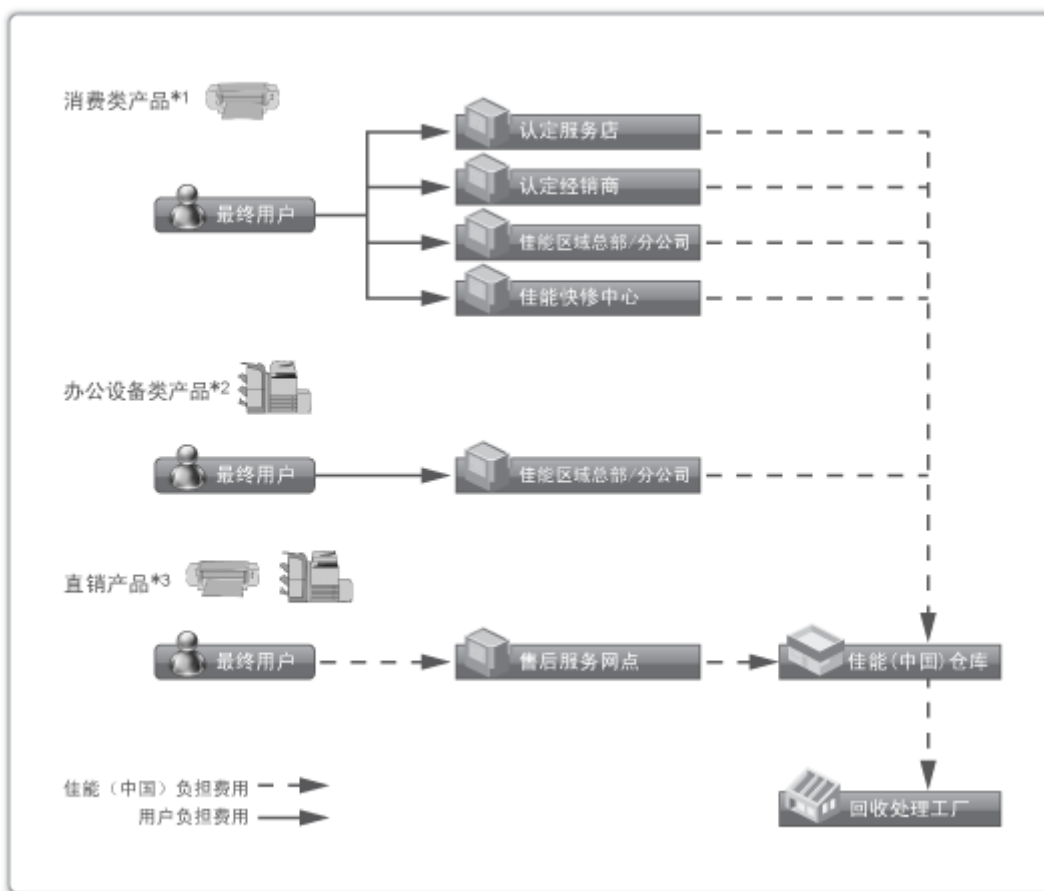 消费类产品*1
认定服务店
认定经销商
最终用户
佳能区域总部/分公司
佳能快修中心
办公设备类产品*2
最终用户
佳能区域总部/分公司
直销产品*3
最终用户
售后服务网点
佳能(中国)仓库
佳能（中国）负担费用
用户负担费用
回收处理工厂